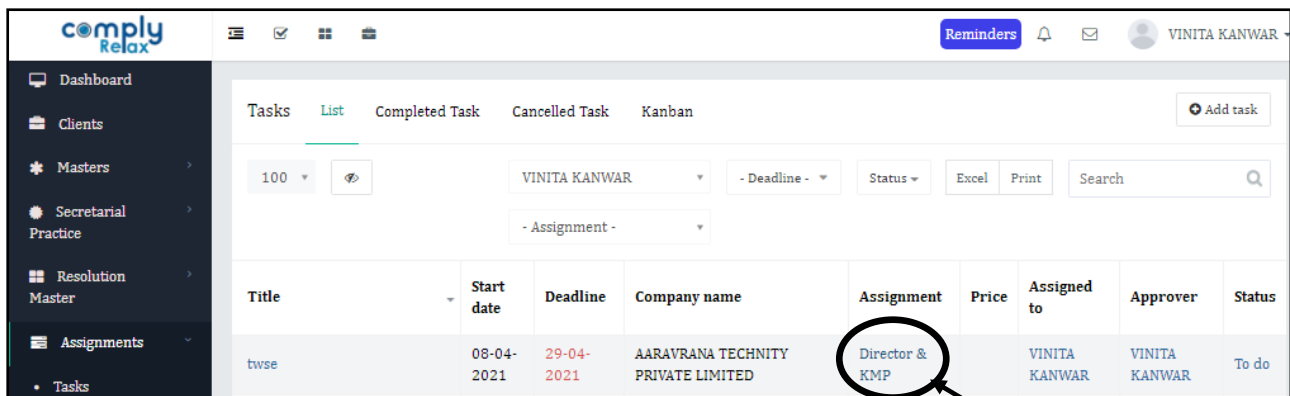 comply
Relax
Reminders
VINITA KANWAR
Dashboard
Clients
Masters
Secretarial
Practice
Resolution
Master
Assignments
• Tasks
Tasks List Completed Task Cancelled Task Kanban
Add task
100
VINITA KANWAR
- Deadline -
Status
Excel
Print
Search
- Assignment -
Title
Start
date
Deadline
Company name
Assignment
Price
Assigned
to
Approver
Status
twse
08-04-
2021
29-04-
2021
AARAVRANA TECHNITY
PRIVATE LIMITED
Director &
KMP
VINITA
KANWAR
VINITA
KANWAR
To do